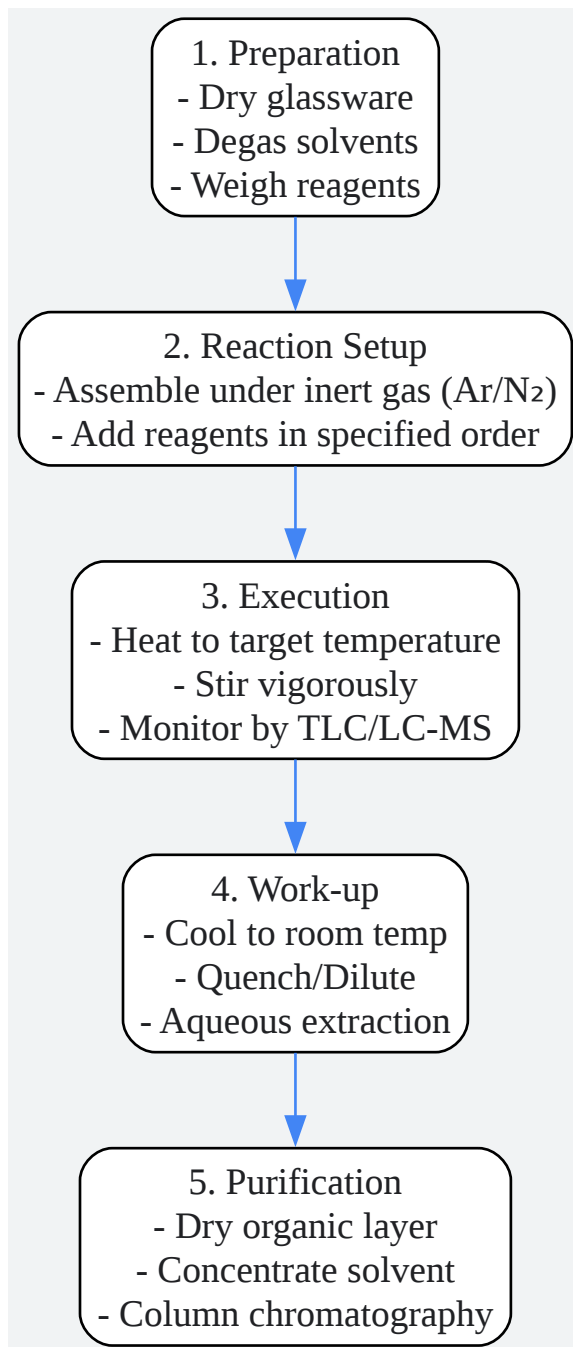 1. Preparation
- Dry glassware
- Degas solvents
- Weigh reagents
2. Reaction Setup
- Assemble under inert gas (Ar/N₂)
- Add reagents in specified order
3. Execution
- Heat to target temperature
- Stir vigorously
- Monitor by TLC/LC-MS
4. Work-up
- Cool to room temp
- Quench/Dilute
- Aqueous extraction
5. Purification
- Dry organic layer
- Concentrate solvent
- Column chromatography